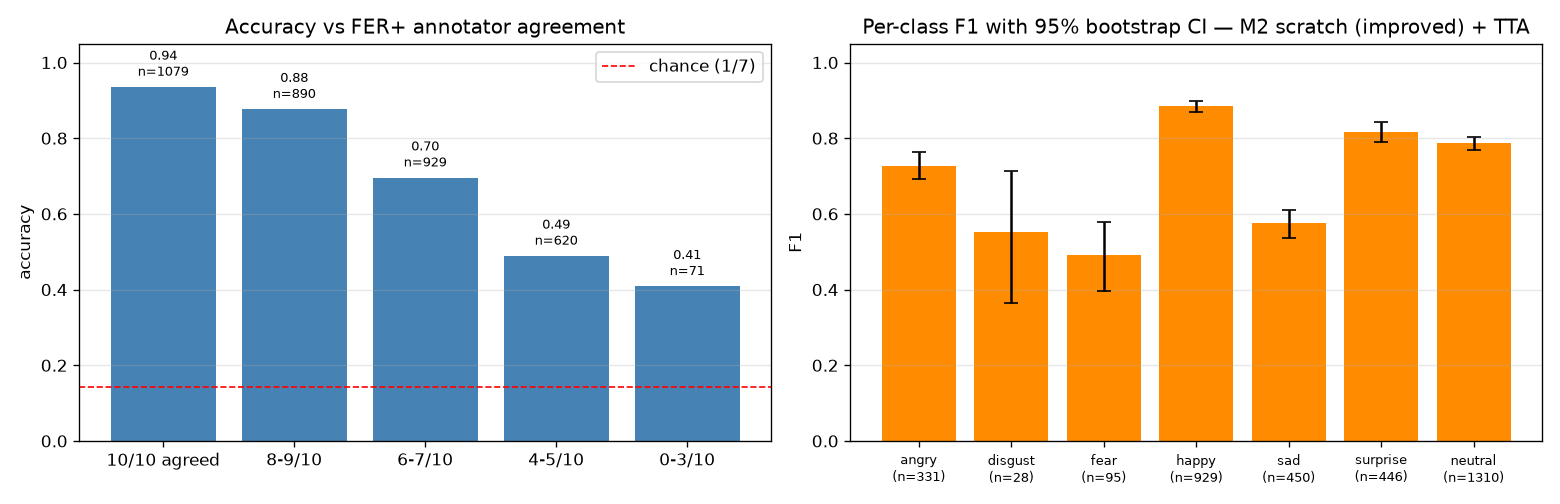 Accuracy vs FER+ annotator agreement
accuracy
1.0
0.8
0.6
0.4
0.2
0.0
0.94
n=1079
0.88
n=890
0.70
n=929
0.49
n=620
0.41
n=71
chance (1/7)
10/10 agreed
8-9/10
6-7/10
4-5/10
0-3/10
Per-class F1 with 95% bootstrap CI — M2 scratch (improved) + TTA
F1
1.0
0.8
0.6
0.4
0.2
0.0
angry
(n=331)
disgust
(n=28)
fear
(n=95)
happy
(n=929)
sad
(n=450)
surprise
(n=446)
neutral
(n=1310)